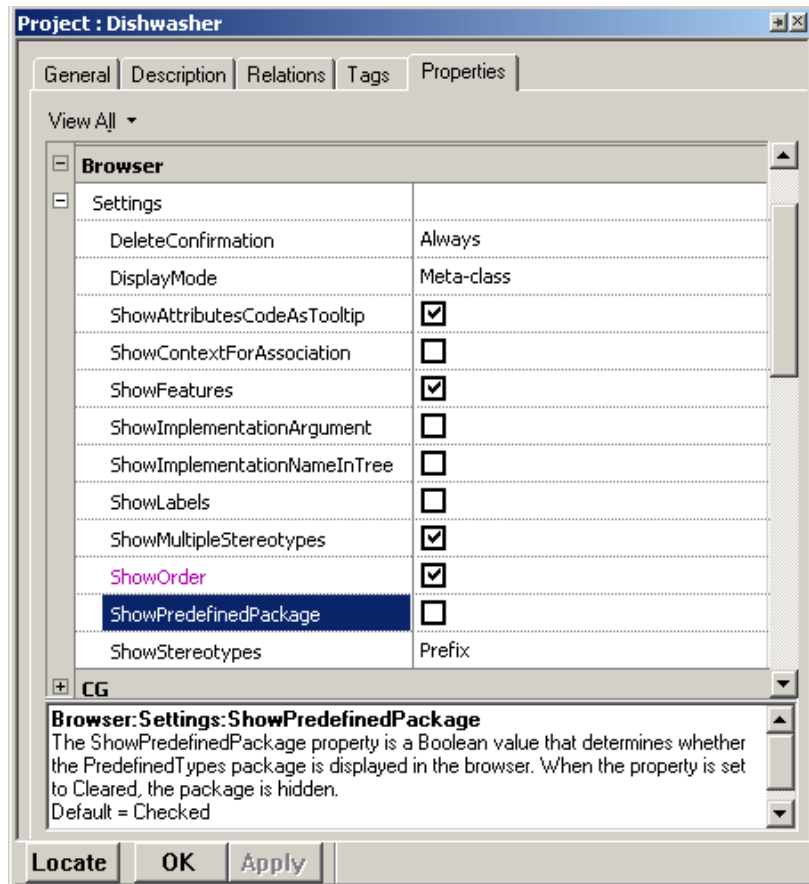 Project : Dishwasher
General Description Relations Tags Properties
View All
Browser
Settings
DeleteConfirmation Always
DisplayMode Meta-class
ShowAttributesCodeAsTooltip
ShowContextForAssociation
ShowFeatures
ShowImplementationArgument
ShowImplementationNameInTree
ShowLabels
ShowMultipleStereotypes
ShowOrder
ShowPredefinedPackage
ShowStereotypes Prefix
CG
Browser:Settings:ShowPredefinedPackage
The ShowPredefinedPackage property is a Boolean value that determines whether
the PredefinedTypes package is displayed in the browser. When the property is set
to Cleared, the package is hidden.
Default = Checked
Locate OK Apply